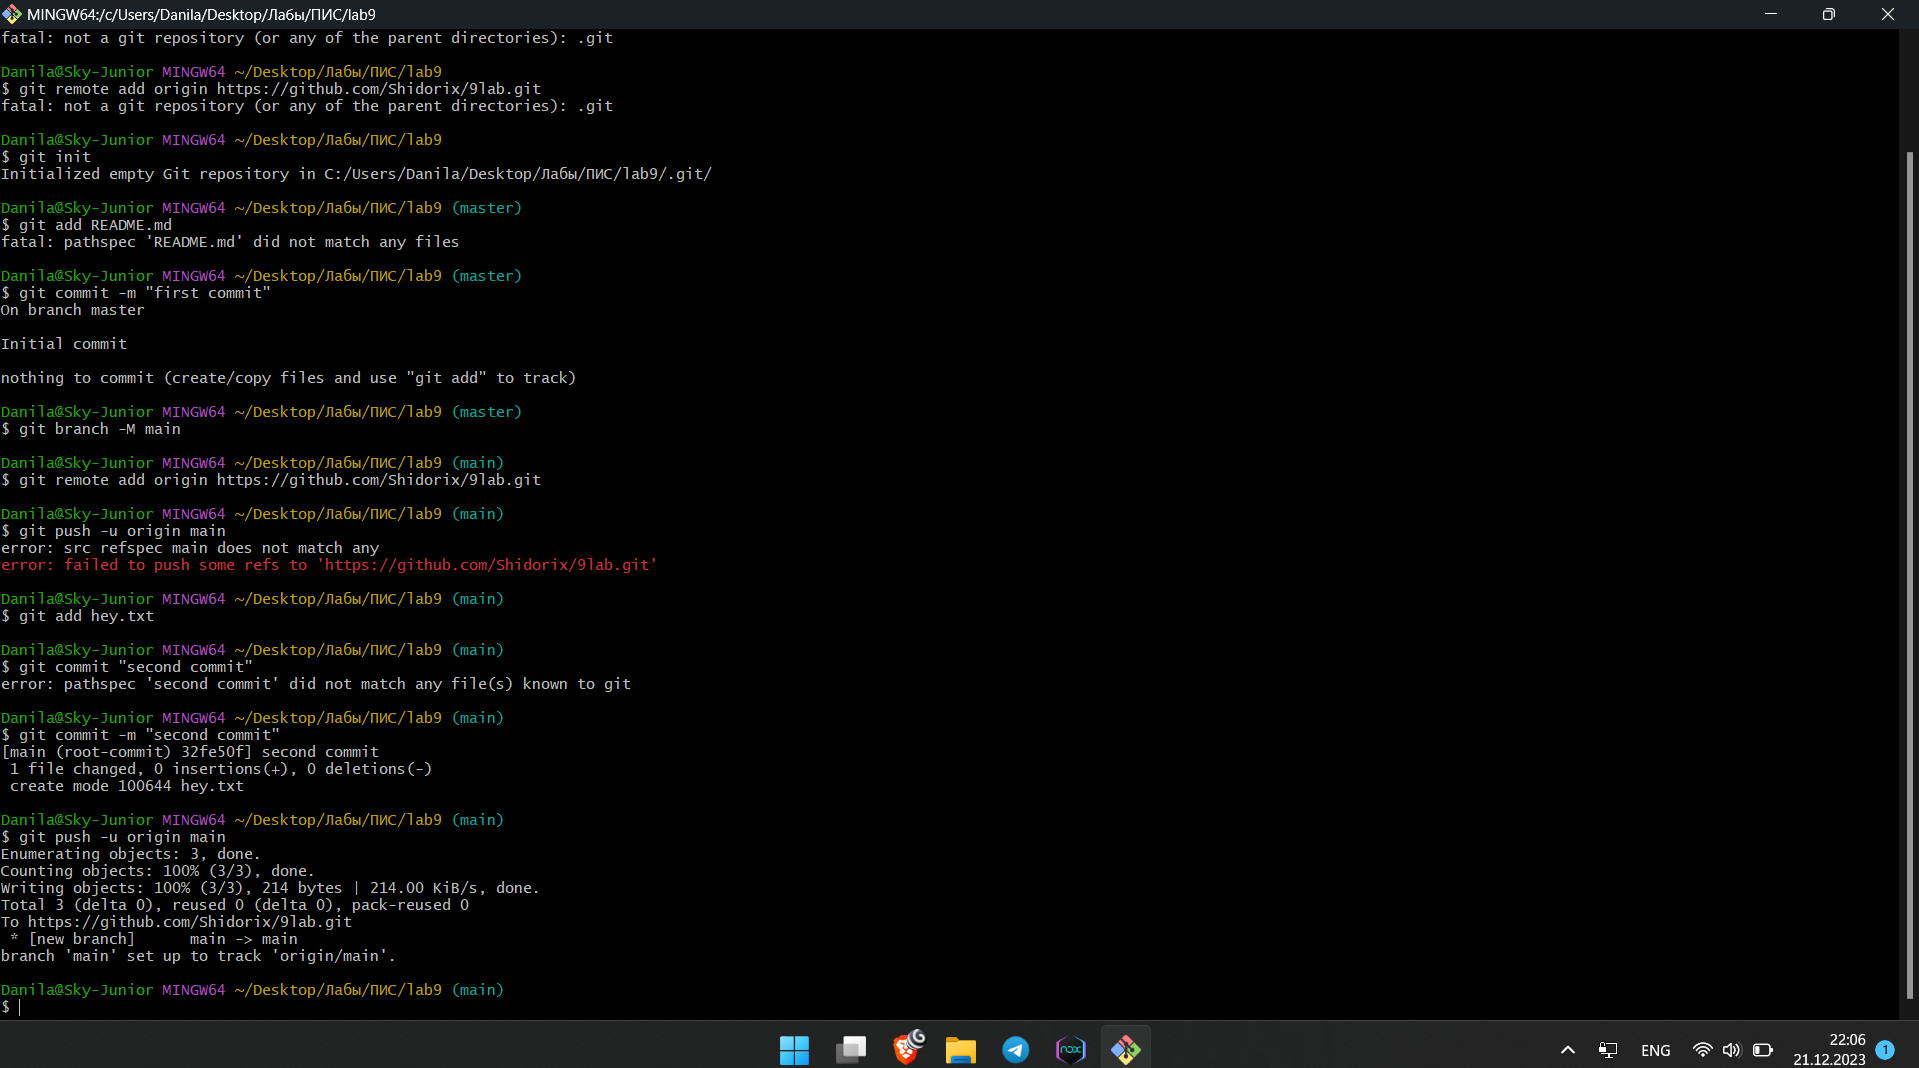 MINGW64:/c/Users/Danila/Desktop/Лабы/ПИС/lab9
fatal: not a git repository (or any of the parent directories): .git
Danila@Sky-Junior MINGW64 ~/Desktop/Лабы/ПИС/lab9
$ git remote add origin https://github.com/Shidorix/9lab.git
fatal: not a git repository (or any of the parent directories): .git
Danila@Sky-Junior MINGW64 ~/Desktop/Лабы/ПИС/lab9
$ git init
Initialized empty Git repository in C:/Users/Danila/Desktop/Лабы/ПИС/lab9/.git/
Danila@Sky-Junior MINGW64 ~/Desktop/Лабы/ПИС/lab9 (master)
$ git add README.md
fatal: pathspec 'README.md' did not match any files
Danila@Sky-Junior MINGW64 ~/Desktop/Лабы/ПИС/lab9 (master)
$ git commit -m "first commit"
On branch master
Initial commit
nothing to commit (create/copy files and use "git add" to track)
Danila@Sky-Junior MINGW64 ~/Desktop/Лабы/ПИС/lab9 (master)
$ git branch -M main
Danila@Sky-Junior MINGW64 ~/Desktop/Лабы/ПИС/lab9 (main)
$ git remote add origin https://github.com/Shidorix/9lab.git
Danila@Sky-Junior MINGW64 ~/Desktop/Лабы/ПИС/lab9 (main)
$ git push -u origin main
error: src refspec main does not match any
error: failed to push some refs to 'https://github.com/Shidorix/9lab.git'
Danila@Sky-Junior MINGW64 ~/Desktop/Лабы/ПИС/lab9 (main)
$ git add hey.txt
Danila@Sky-Junior MINGW64 ~/Desktop/Лабы/ПИС/lab9 (main)
$ git commit "second commit"
error: pathspec 'second commit' did not match any file(s) known to git
Danila@Sky-Junior MINGW64 ~/Desktop/Лабы/ПИС/lab9 (main)
$ git commit -m "second commit"
[main (root-commit) 32fe50f] second commit
1 file changed, 0 insertions(+), 0 deletions(-)
create mode 100644 hey.txt
Danila@Sky-Junior MINGW64 ~/Desktop/Лабы/ПИС/lab9 (main)
$ git push -u origin main
Enumerating objects: 3, done.
Counting objects: 100% (3/3), done.
Writing objects: 100% (3/3), 214 bytes | 214.00 KiB/s, done.
Total 3 (delta 0), reused 0 (delta 0), pack-reused 0
To https://github.com/Shidorix/9lab.git
* [new branch]      main -> main
branch 'main' set up to track 'origin/main'.
Danila@Sky-Junior MINGW64 ~/Desktop/Лабы/ПИС/lab9 (main)
$
nox
ENG
22:06
21.12.2023
1